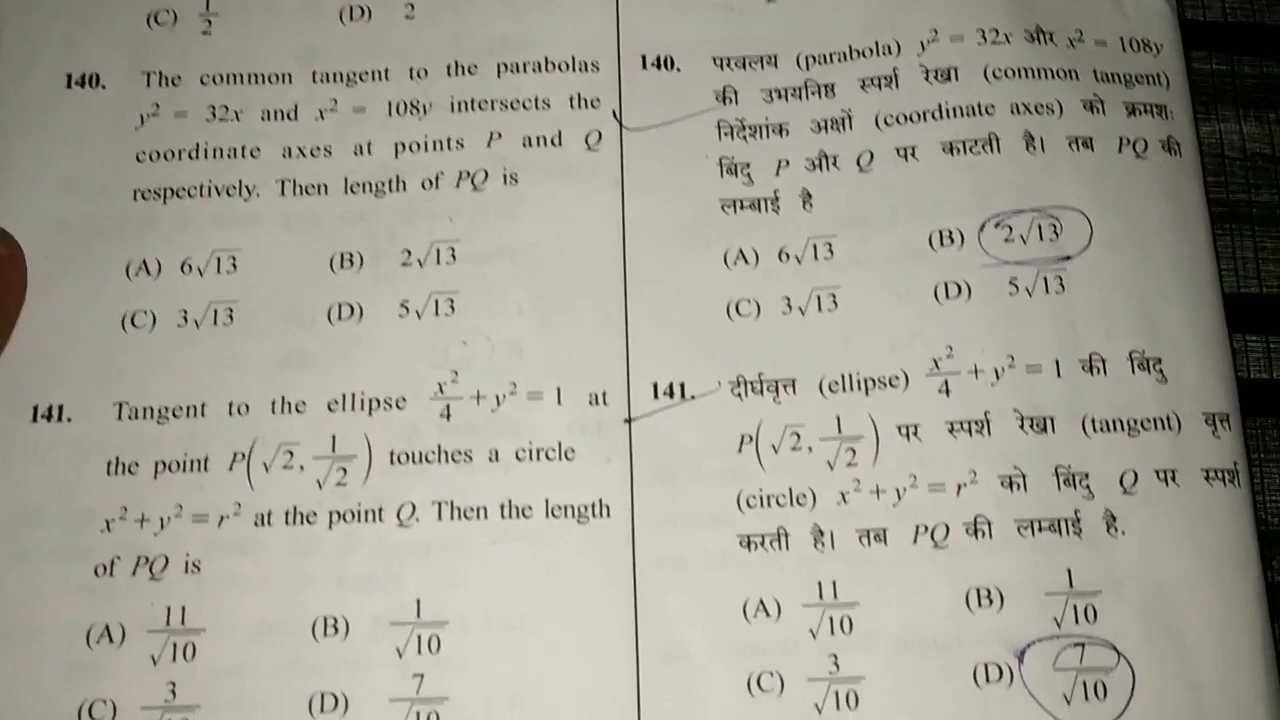 (C) 1/2 (D) 2
140. The common tangent to the parabolas
y² = 32x and x² = 108y intersects the
coordinate axes at points P and Q
respectively. Then length of PQ is
(A) 6√13 (B) 2√13
(C) 3√13 (D) 5√13
141. Tangent to the ellipse x²/4 + y² = 1 at
the point P(√2, 1/√2) touches a circle
x² + y² = r² at the point Q. Then the length
of PQ is
(A) 11/√10 (B) 1/√10
(C) 3/√10 (D) 7/√10
140. परवलय (parabola) y² = 32x और x² = 108y
की उभयनिष्ठ स्पर्श रेखा (common tangent)
निर्देशांक अक्षों (coordinate axes) को क्रमशः
बिंदु P और Q पर काटती है। तब PQ की
लम्बाई है
(A) 6√13 (B) 2√13
(C) 3√13 (D) 5√13
141. दीर्घवृत्त (ellipse) x²/4 + y² = 1 की बिंदु
P(√2, 1/√2) पर स्पर्श रेखा (tangent) वृत्त
(circle) x² + y² = r² को बिंदु Q पर स्पर्श
करती है। तब PQ की लम्बाई है.
(A) 11/√10 (B) 1/√10
(C) 3/√10 (D) 7/√10